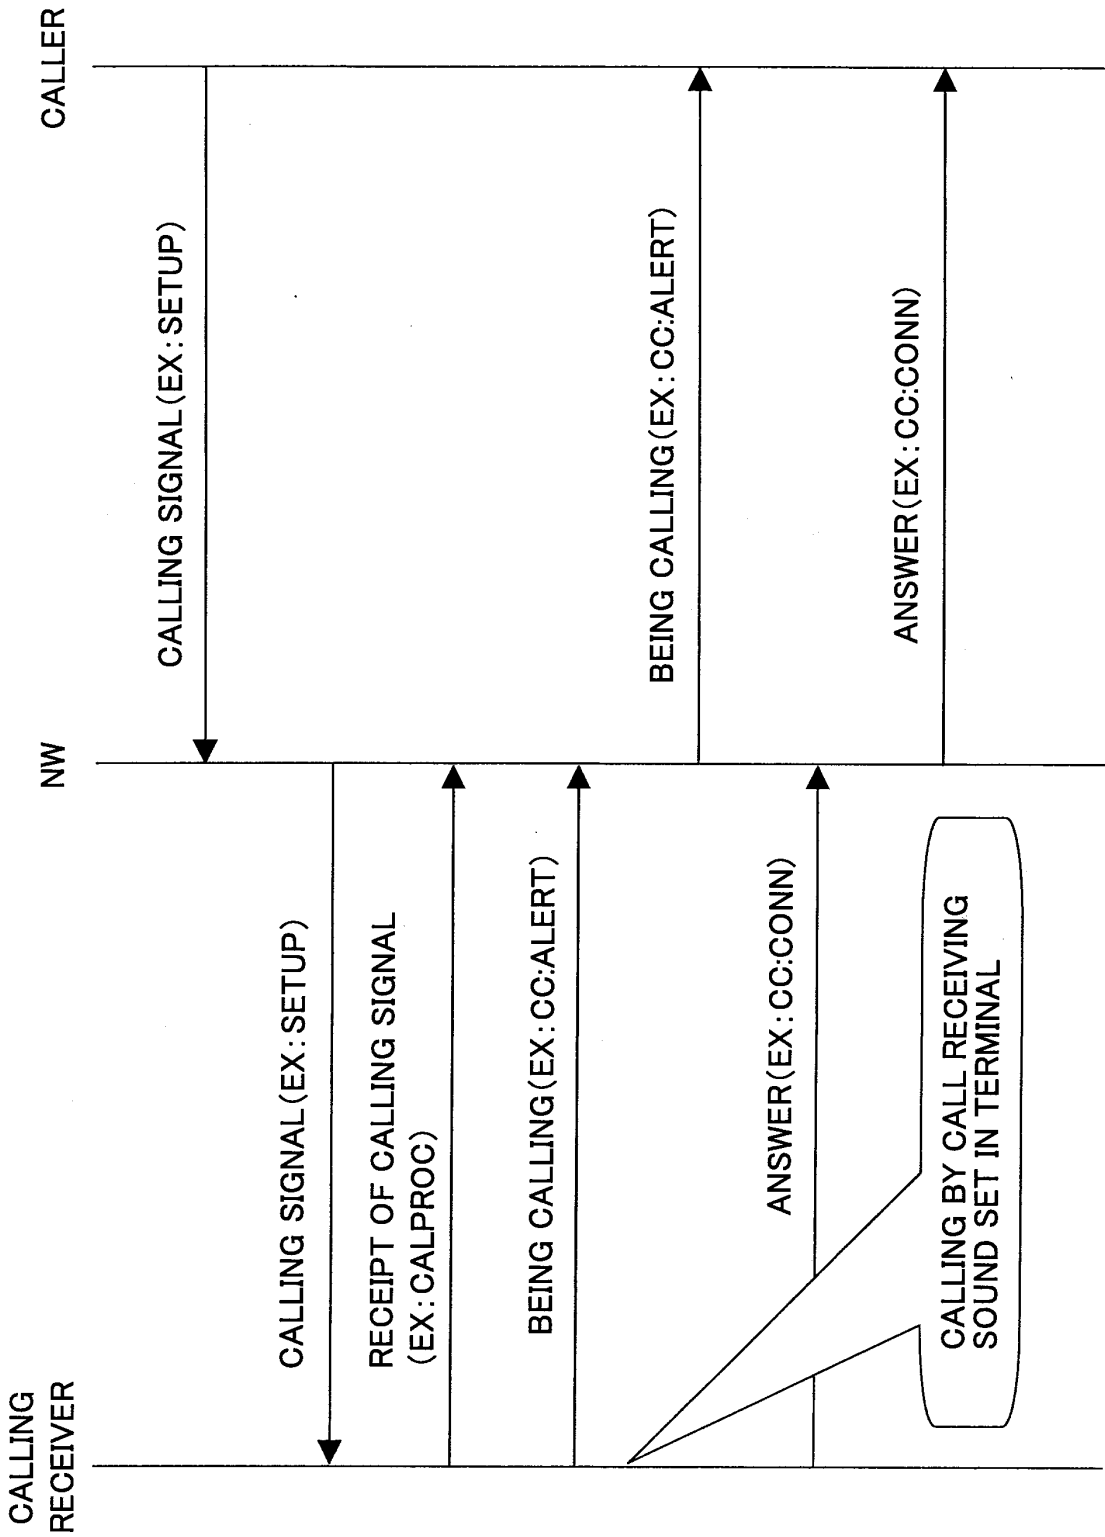 CALLING
RECEIVER
NW
CALLER
CALLING SIGNAL(EX:SETUP)
CALLING SIGNAL(EX:SETUP)
RECEIPT OF CALLING SIGNAL
(EX:CALPROC)
BEING CALLING(EX:CC:ALERT)
BEING CALLING(EX:CC:ALERT)
ANSWER(EX:CC:CONN)
ANSWER(EX:CC:CONN)
CALLING BY CALL RECEIVING
SOUND SET IN TERMINAL